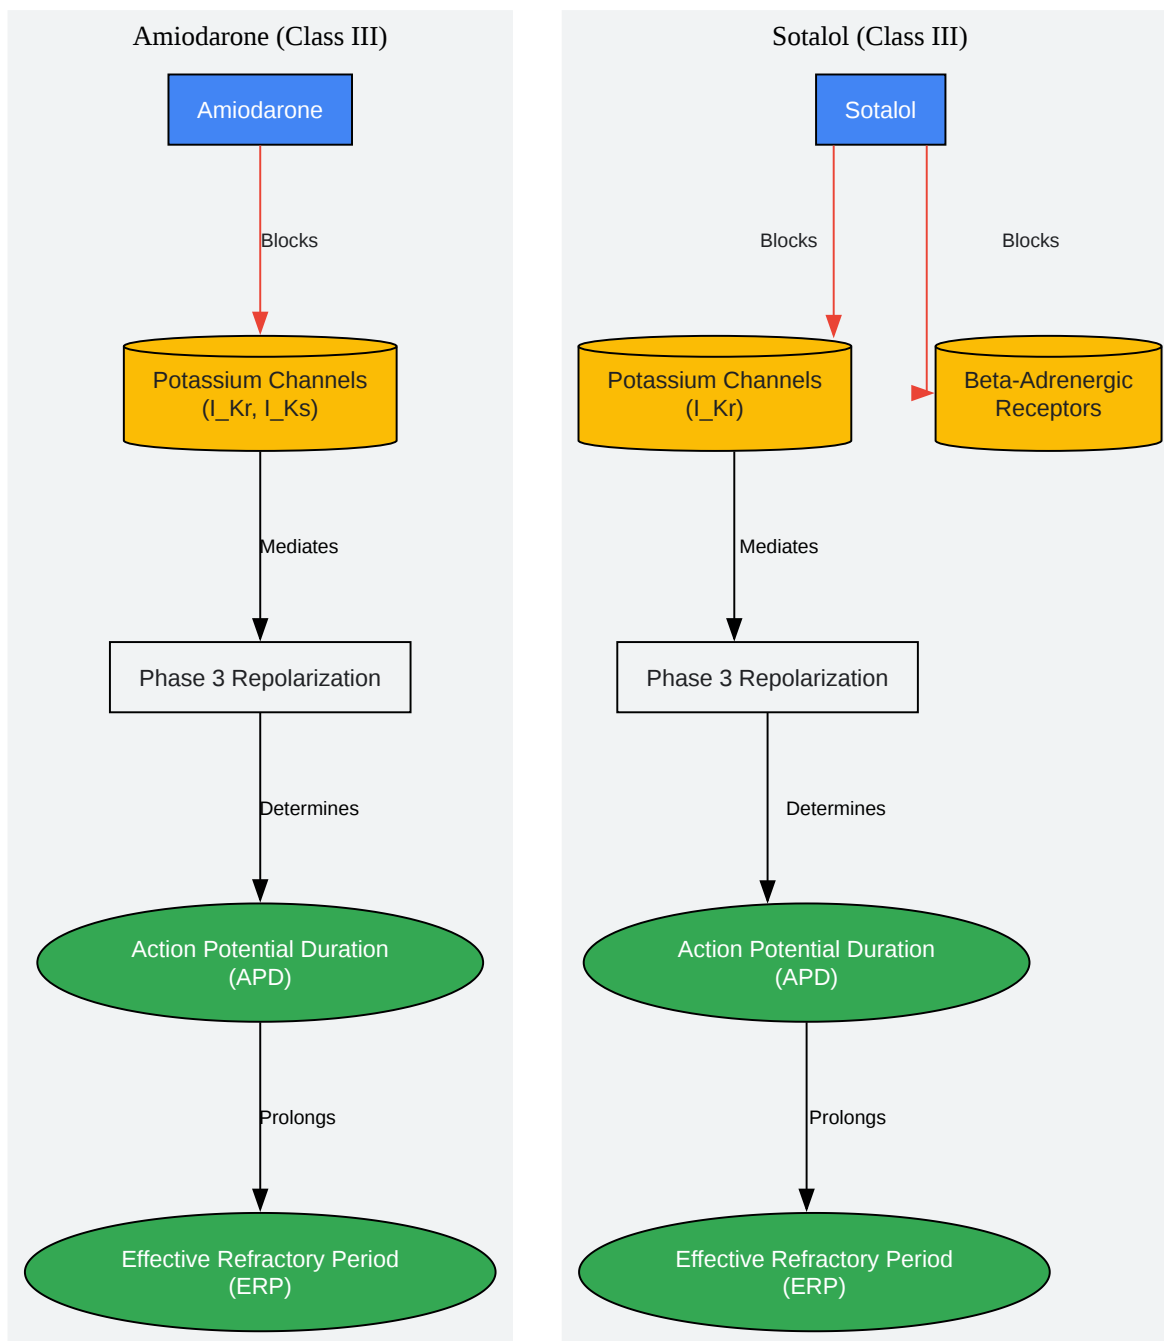 Amiodarone (Class III)
Amiodarone
Blocks
Potassium Channels
(I_Kr, I_Ks)
Mediates
Phase 3 Repolarization
Determines
Action Potential Duration
(APD)
Prolongs
Effective Refractory Period
(ERP)
Sotalol (Class III)
Sotalol
Blocks
Blocks
Potassium Channels
(I_Kr)
Beta-Adrenergic
Receptors
Mediates
Phase 3 Repolarization
Determines
Action Potential Duration
(APD)
Prolongs
Effective Refractory Period
(ERP)